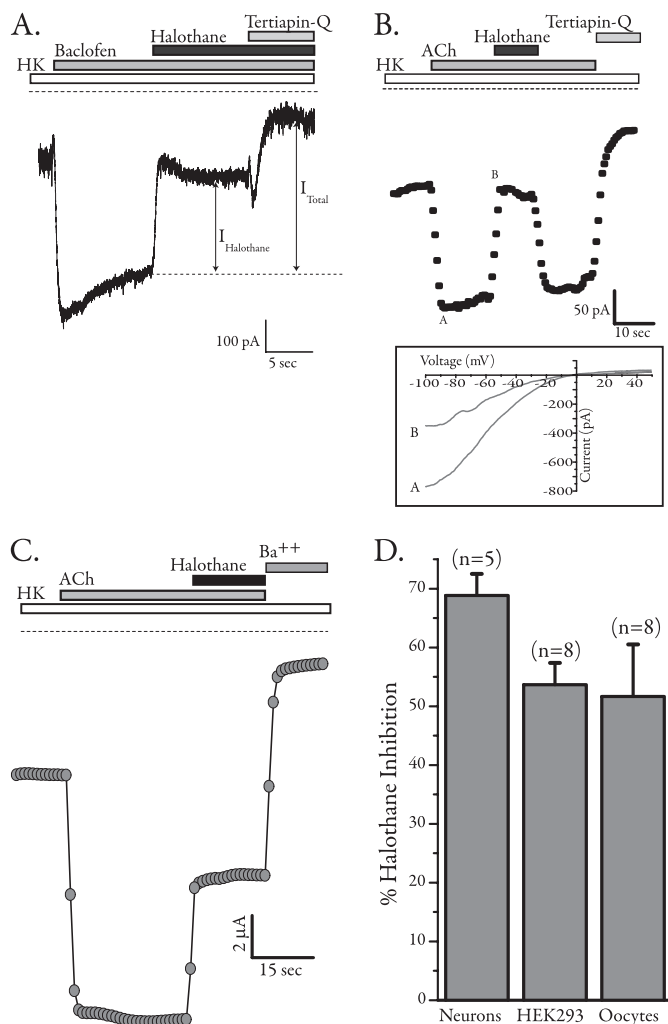 A.
Tertiapin-Q
Halothane
Baclofen
HK
I Total
I Halothane
100 pA
5 sec
B.
Tertiapin-Q
Halothane
ACh
HK
B
A
50 pA
10 sec
Voltage (mV)
-100 -80 -60 -40 -20 20 40
-200
-400
-600
-800
Current (pA)
B
A
C.
Ba++
Halothane
ACh
HK
2 µA
15 sec
D.
(n=5)
(n=8)
(n=8)
70
60
50
40
30
20
10
0
% Halothane Inhibition
Neurons HEK293 Oocytes